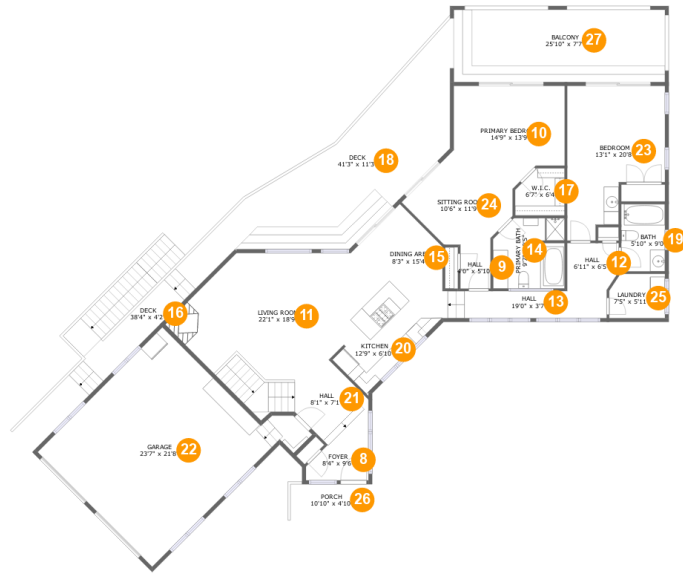 BALCONY
25'10" x 7'7"
27
PRIMARY BEDR
14'9" x 13'9
10
BEDROOM
13'1" x 20'8
23
DECK
41'3" x 11'3
18
W.I.C.
6'7" x 6'4
17
SITTING ROO
10'6" x 11'9
24
PRIMARY BATH
14
BATH
5'10" x 9'0
19
DINING ARE
8'3" x 15'4
15
HALL
9
HALL
6'11" x 6'5
12
HALL
19'0" x 3'7
13
LAUNDRY
7'5" x 5'11
25
DECK
38'4" x 4'2
16
LIVING ROO
22'1" x 18'9
11
KITCHEN
12'9" x 6'10
20
HALL
8'1" x 7'1
21
GARAGE
23'7" x 21'8
22
FOYER
8'4" x 9'6
8
PORCH
10'10" x 4'10
26